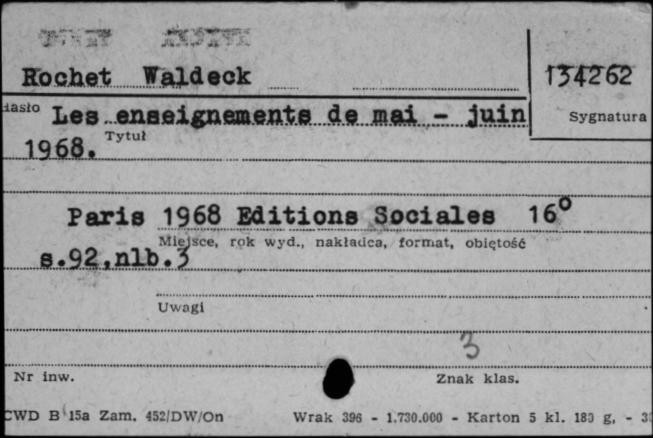 Rochet Waldeck
134262
Hasło Les enseignements de mai - juin
Sygnatura
1968. Tytuł
Paris 1968 Editions Sociales 16°
Miejsce, rok wyd., nakładca, format, objętość
s.92,nlb.3
Uwagi
3
Nr inw.
Znak klas.
CWD B 15a Zam. 452/DW/On Wrak 396 - 1.730.000 - Karton 5 kl. 180 g. -